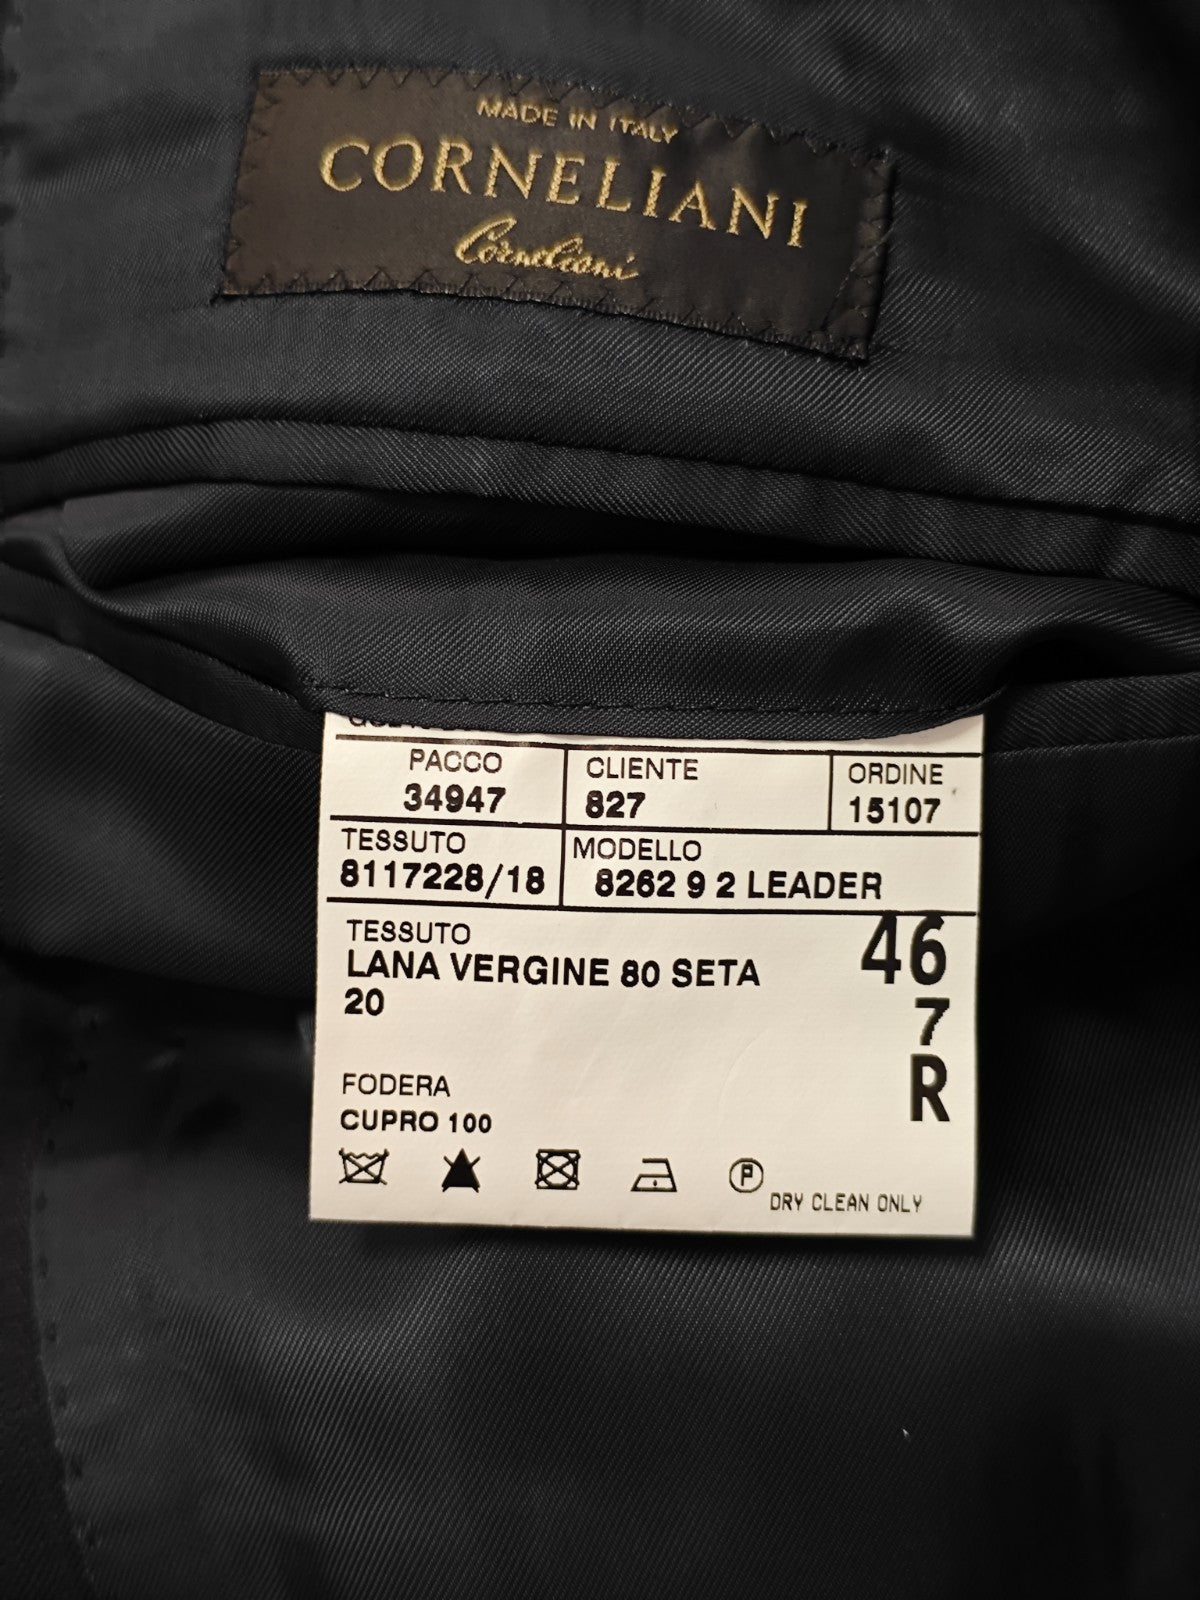 MADE IN ITALY
CORNELIANI
Corneliani
PACCO
34947
CLIENTE
827
ORDINE
15107
TESSUTO
8117228/18
MODELLO
8262 9 2 LEADER
TESSUTO
LANA VERGINE 80 SETA
20
46
7
R
FODERA
CUPRO 100
P
DRY CLEAN ONLY